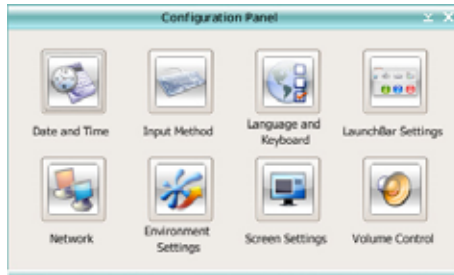 Configuration Panel
Date and Time
Input Method
Language and
Keyboard
LaunchBar Settings
Network
Environment
Settings
Screen Settings
Volume Control